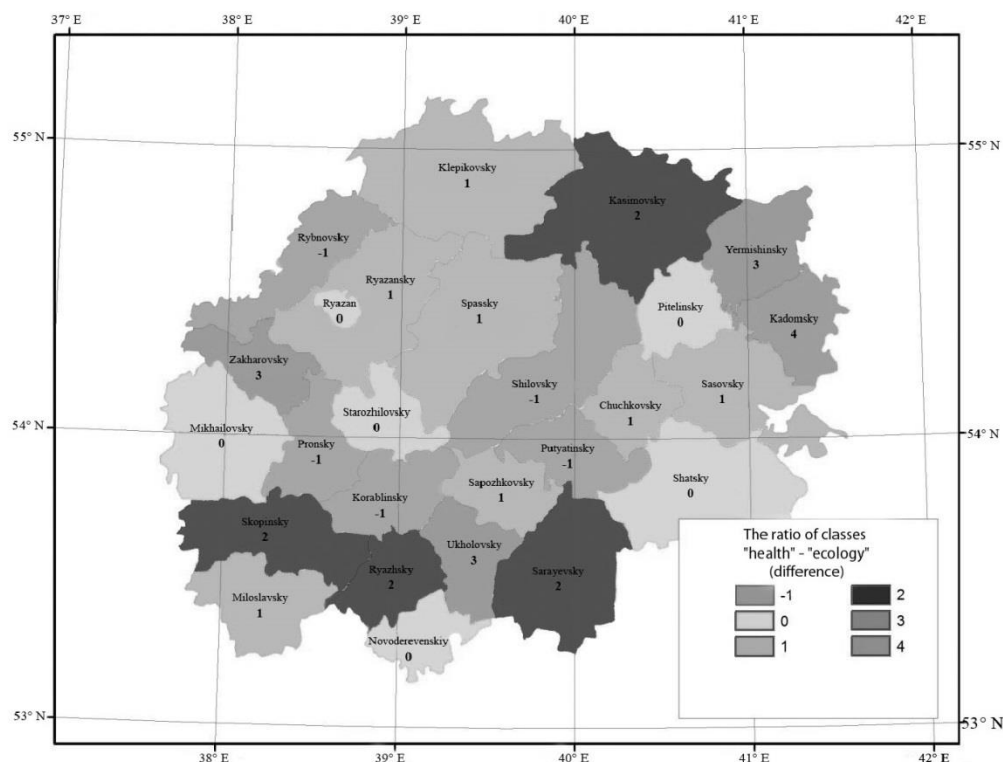 37° E
38° E
39° E
40° E
41° E
42° E
55° N
55° N
Klepikovsky
1
Kasimovsky
2
Rybnovsky
-1
Yermishinsky
3
Ryazansky
1
Ryazan
0
Spassky
1
Pitelinsky
0
Kadomsky
4
Zakharovsky
3
Shilovsky
-1
Sasovsky
1
Chuchkovsky
1
Starozhilovsky
0
Mikhailovsky
0
54° N
54° N
Pronsky
-1
Putyatinsky
-1
Sapozhkovsky
1
Shatsky
0
Korablinsky
-1
Skopinsky
2
Ukholovsky
3
Ryazhsky
2
Sarayevsky
2
Miloslavsky
1
Novoderevenskiy
0
The ratio of classes
"health" - "ecology"
(difference)
-1
2
0
3
1
4
53° N
53° N
38° E
39° E
40° E
41° E
42° E